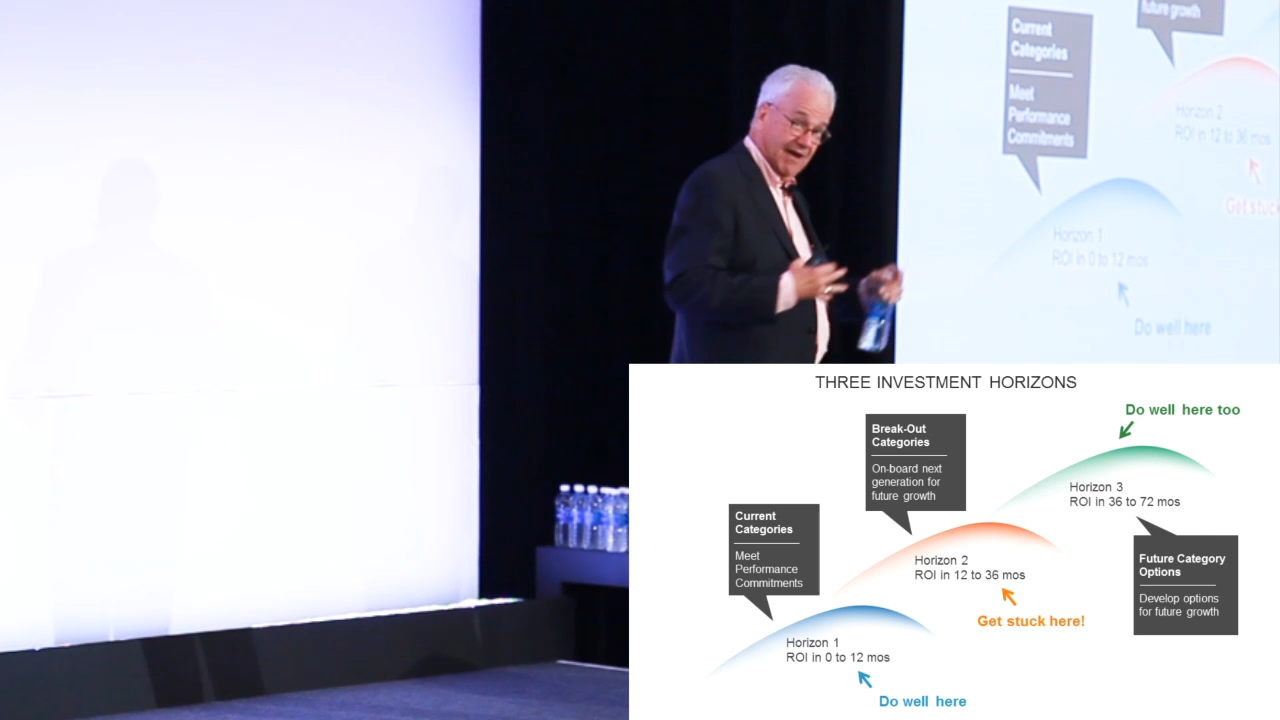 future growth
Current
Categories
Meet
Performance
Commitments
Horizon 2
ROI in 12 to 36 mos
Get stuck
Horizon 1
ROI in 0 to 12 mos
Do well here
THREE INVESTMENT HORIZONS
Do well here too
Break-Out
Categories
On-board next
generation for
future growth
Horizon 3
ROI in 36 to 72 mos
Current
Categories
Meet
Performance
Commitments
Horizon 2
ROI in 12 to 36 mos
Get stuck here!
Future Category
Options
Develop options
for future growth
Horizon 1
ROI in 0 to 12 mos
Do well here